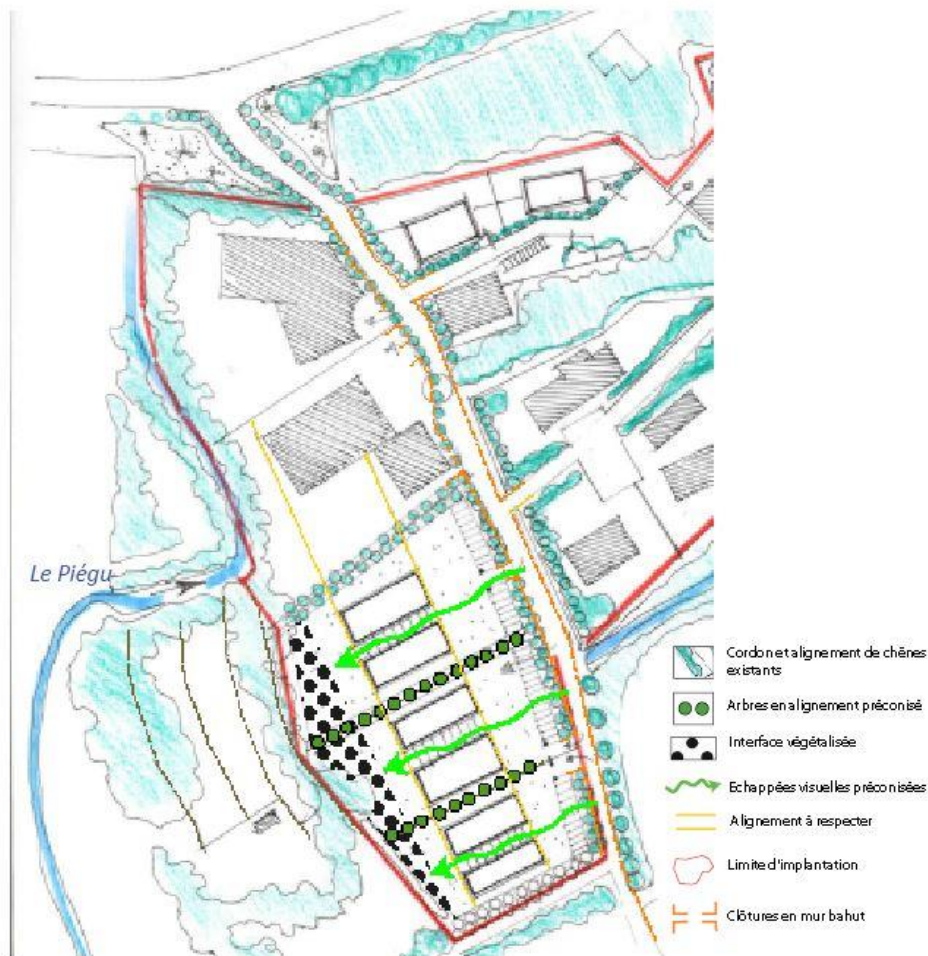 Le Piégu
Cordon et alignement de chênes
existants
Arbres en alignement préconisé
Interface végétalisée
Echappées visuelles préconisées
Alignement à respecter
Limite d'implantation
Clôtures en mur bahut